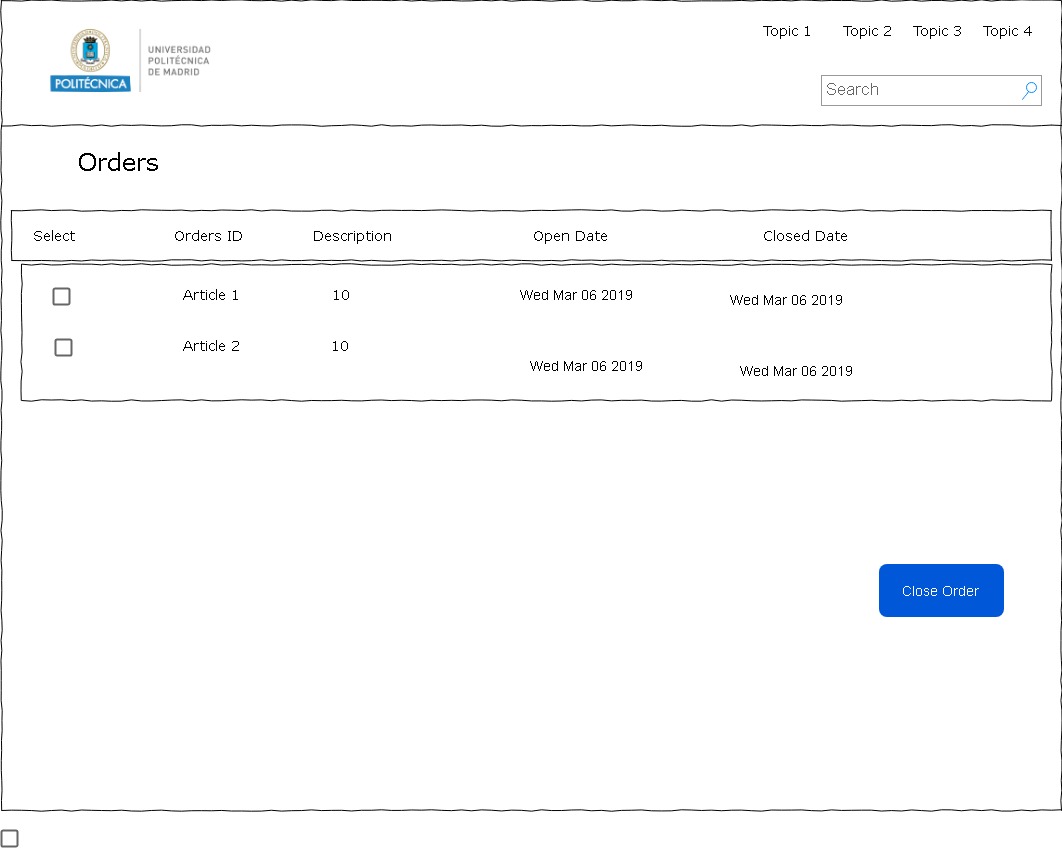 Topic 1 Topic 2 Topic 3 Topic 4
UNIVERSIDAD
POLITÉCNICA
DE MADRID
POLITÉCNICA
Search
Orders
Select Orders ID Description Open Date Closed Date
Article 1 10 Wed Mar 06 2019 Wed Mar 06 2019
Article 2 10 Wed Mar 06 2019 Wed Mar 06 2019
Close Order